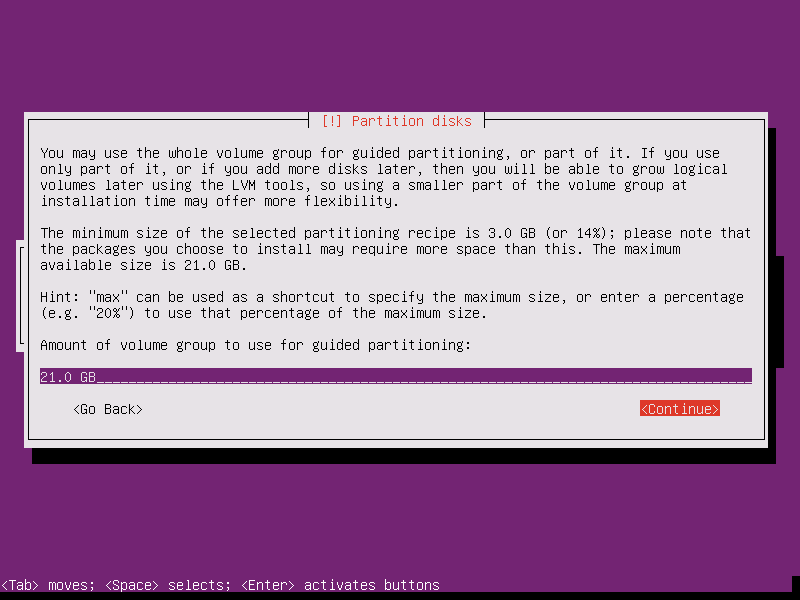 [!] Partition disks
You may use the whole volume group for guided partitioning, or part of it. If you use
only part of it, or if you add more disks later, then you will be able to grow logical
volumes later using the LVM tools, so using a smaller part of the volume group at
installation time may offer more flexibility.
The minimum size of the selected partitioning recipe is 3.0 GB (or 14%); please note that
the packages you choose to install may require more space than this. The maximum
available size is 21.0 GB.
Hint: "max" can be used as a shortcut to specify the maximum size, or enter a percentage
(e.g. "20%") to use that percentage of the maximum size.
Amount of volume group to use for guided partitioning:
21.0 GB
<Go Back> <Continue>
<Tab> moves; <Space> selects; <Enter> activates buttons